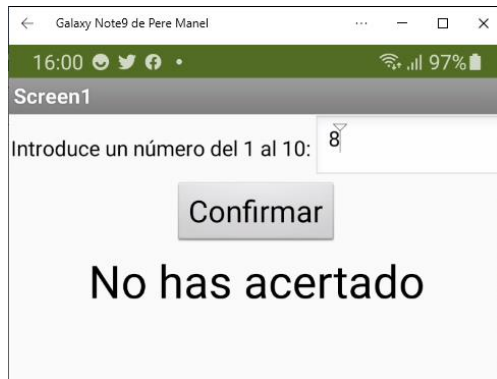 Galaxy Note9 de Pere Manel
16:00 97%
Screen1
Introduce un número del 1 al 10: 8
Confirmar
No has acertado